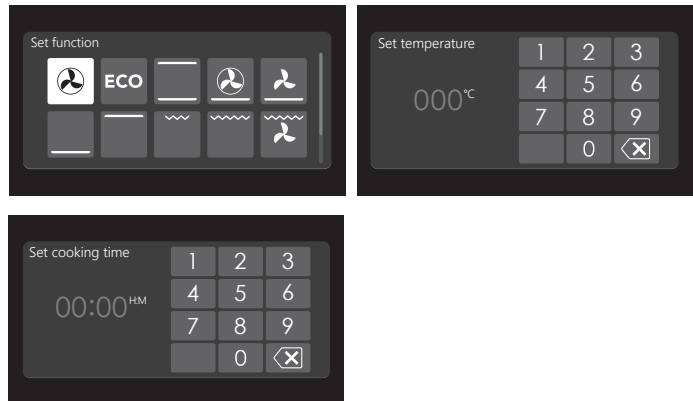 Set function
ECO
Set temperature
000°C
1 2 3
4 5 6
7 8 9
0
Set cooking time
00:00 H:M
1 2 3
4 5 6
7 8 9
0